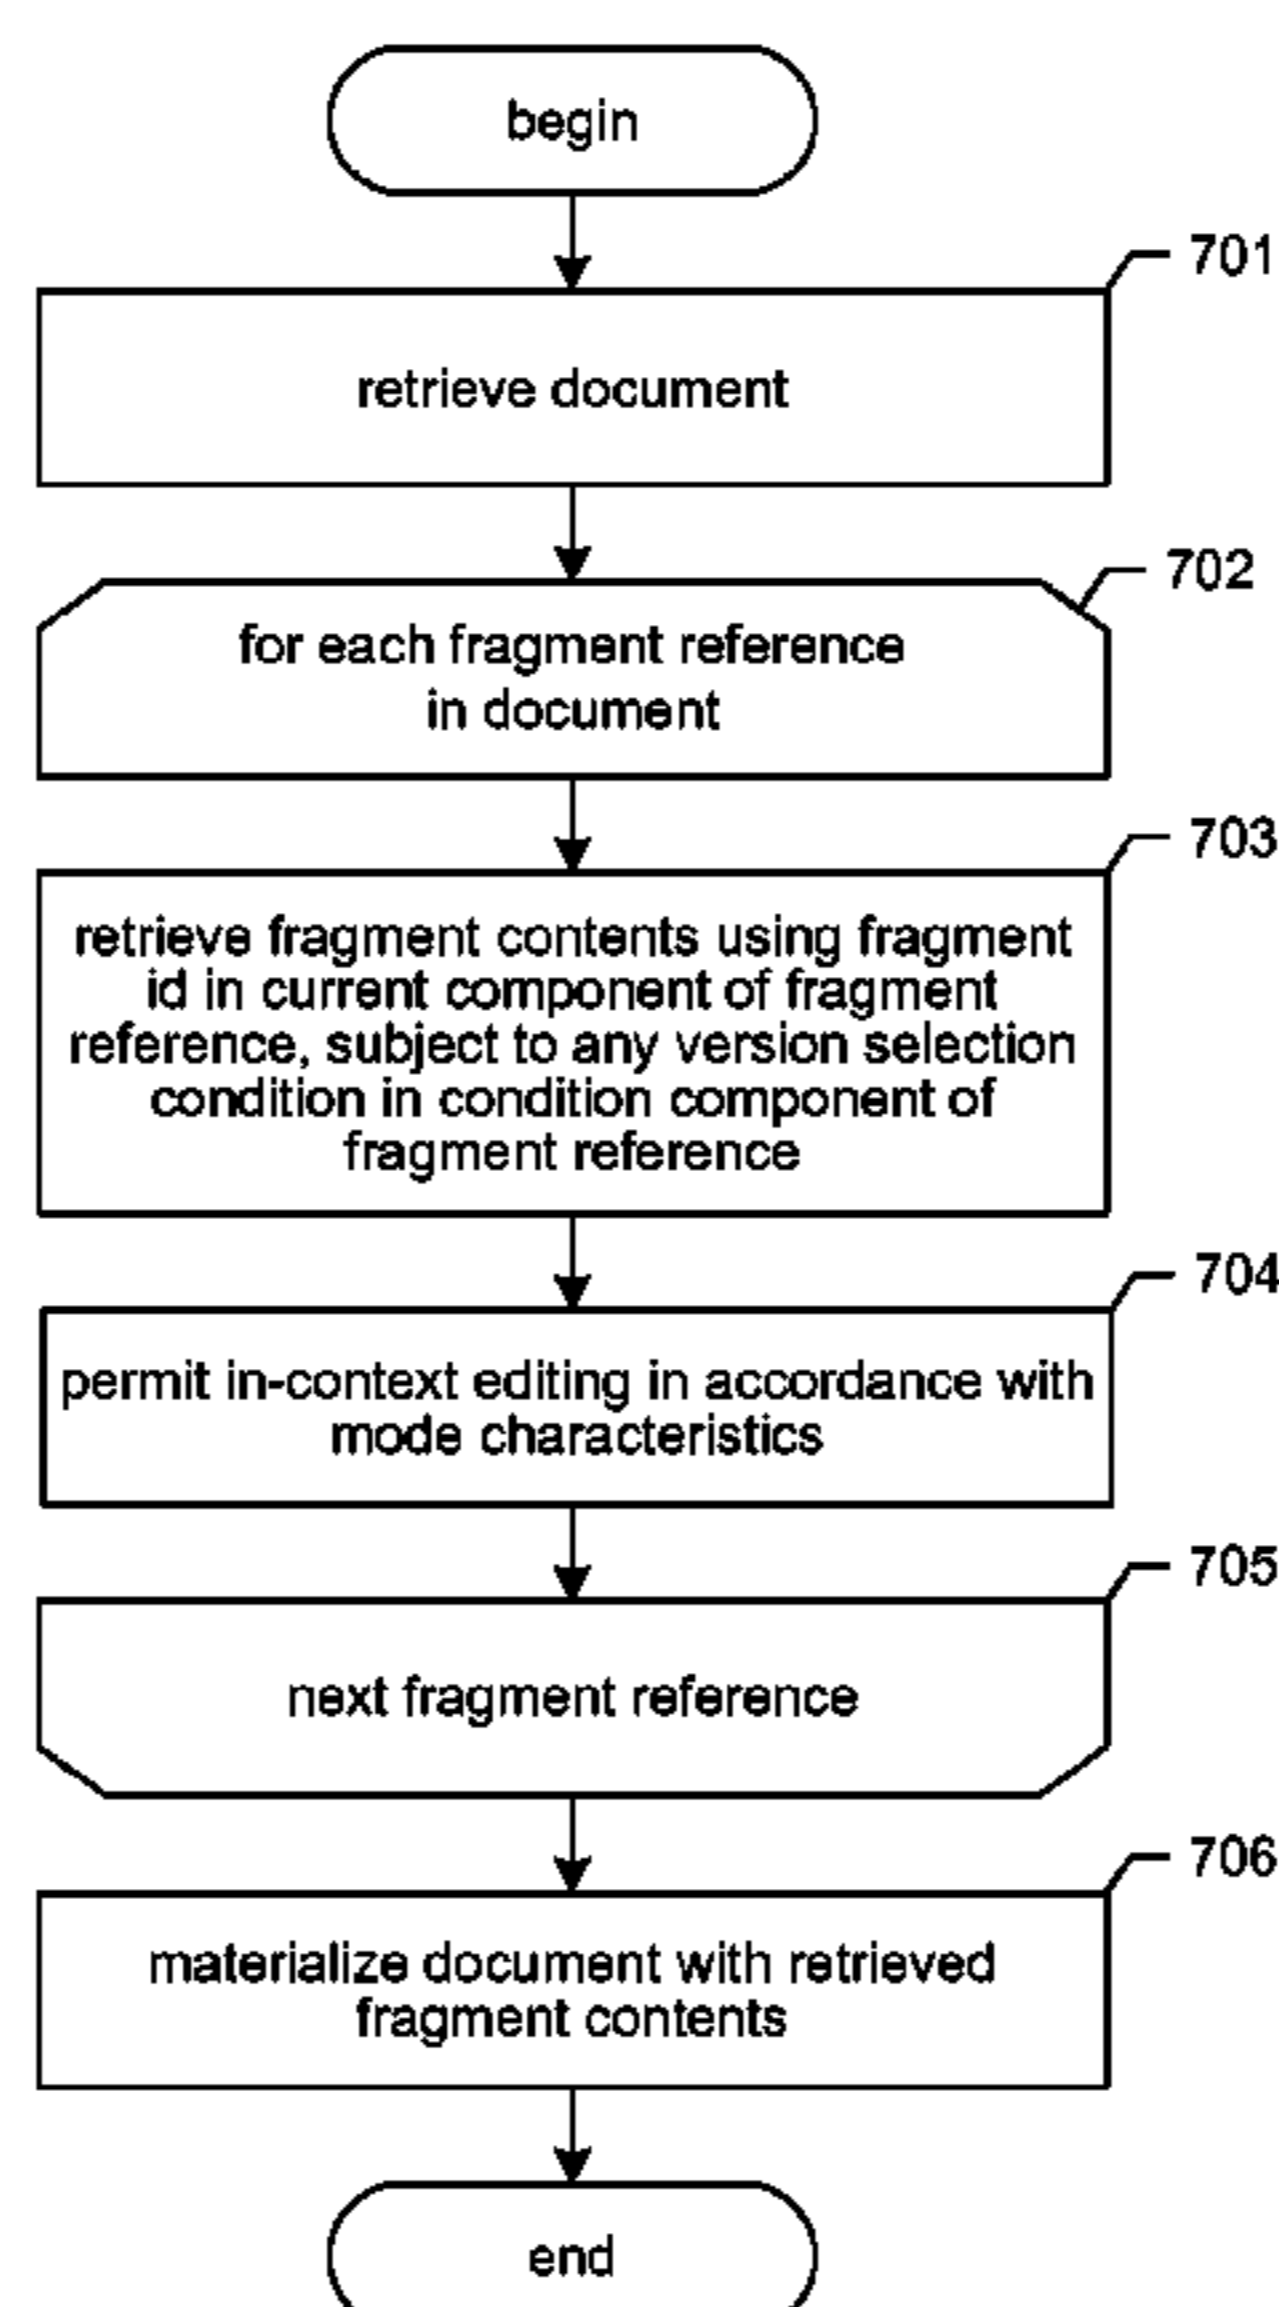 begin
701
retrieve document
702
for each fragment reference
in document
703
retrieve fragment contents using fragment
id in current component of fragment
reference, subject to any version selection
condition in condition component of
fragment reference
704
permit in-context editing in accordance with
mode characteristics
705
next fragment reference
706
materialize document with retrieved
fragment contents
end